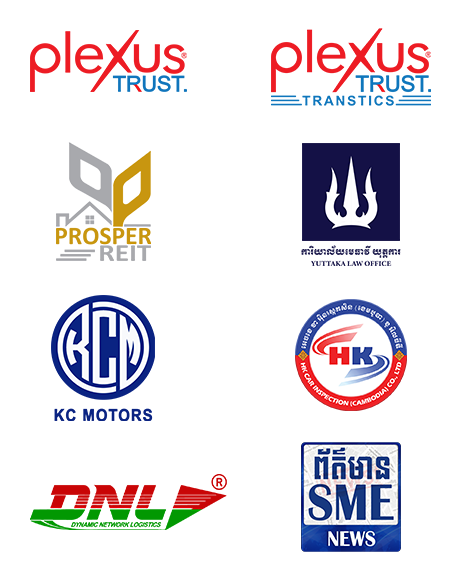 plexus®
TRUST.
plexus®
TRUST.
TRANSTICS
PROSPER
REIT
ការិយាល័យមេធាវី យុត្តការ
YUTTAKA LAW OFFICE
KCM
KC MOTORS
HK
HK CAR INSPECTION (CAMBODIA) CO., LTD
DNL®
DYNAMIC NETWORK LOGISTICS
ព័ត៌មាន
SME
NEWS